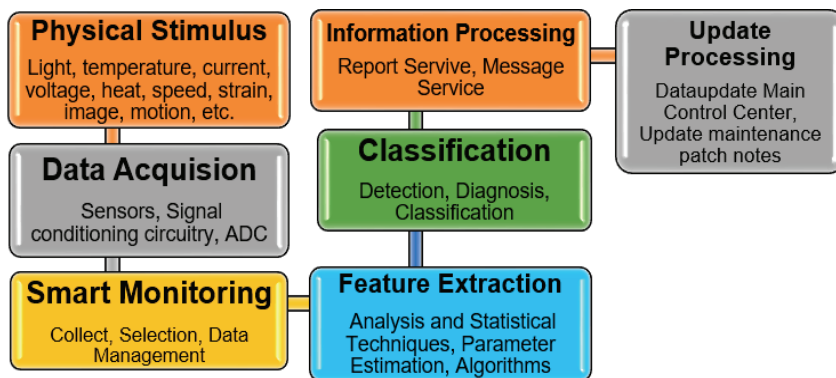 Physical Stimulus
Light, temperature, current,
voltage, heat, speed, strain,
image, motion, etc.
Data Acquision
Sensors, Signal
conditioning circuitry, ADC
Smart Monitoring
Collect, Selection, Data
Management
Feature Extraction
Analysis and Statistical
Techniques, Parameter
Estimation, Algorithms
Classification
Detection, Diagnosis,
Classification
Information Processing
Report Servive, Message
Service
Update
Processing
Dataupdate Main
Control Center,
Update maintenance
patch notes